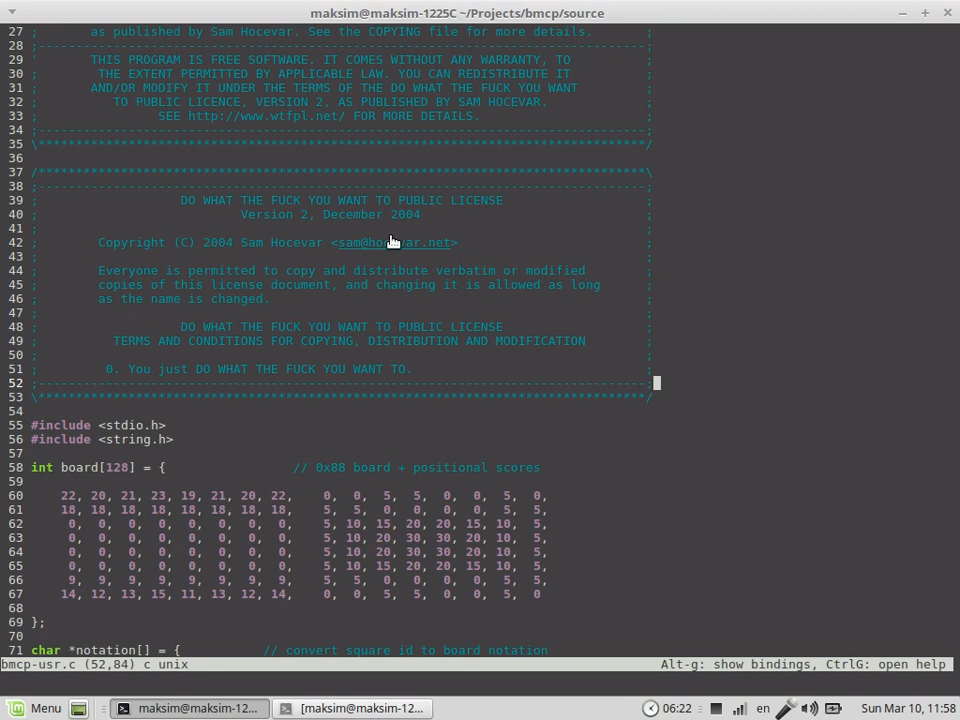 maksim@maksim-1225C ~/Projects/bmcp/source
27 ;       as published by Sam Hocevar. See the COPYING file for more details.       ;
28 ;---------------------------------------------------------------------------------;
29 '       THIS PROGRAM IS FREE SOFTWARE. IT COMES WITHOUT ANY WARRANTY, TO          ;
30 ;        THE EXTENT PERMITTED BY APPLICABLE LAW. YOU CAN REDISTRIBUTE IT          ;
31 ;       AND/OR MODIFY IT UNDER THE TERMS OF THE DO WHAT THE FUCK YOU WANT         ;
32 ;          TO PUBLIC LICENCE, VERSION 2, AS PUBLISHED BY SAM HOCEVAR.             ;
33 ;                SEE http://www.wtfpl.net/ FOR MORE DETAILS.                      ;
34 ;---------------------------------------------------------------------------------;
35 \*********************************************************************************/
36
37 /*********************************************************************************\
38 ;---------------------------------------------------------------------------------;
39 ;                   DO WHAT THE FUCK YOU WANT TO PUBLIC LICENSE                   ;
40 ;                           Version 2, December 2004                              ;
41 ;                                                                                 ;
42 ;        Copyright (C) 2004 Sam Hocevar <sam@hocevar.net>                         ;
43 ;                                                                                 ;
44 ;        Everyone is permitted to copy and distribute verbatim or modified        ;
45 ;        copies of this license document, and changing it is allowed as long      ;
46 ;        as the name is changed.                                                  ;
47 ;                                                                                 ;
48 ;                   DO WHAT THE FUCK YOU WANT TO PUBLIC LICENSE                   ;
49 ;          TERMS AND CONDITIONS FOR COPYING, DISTRIBUTION AND MODIFICATION        ;
50 ;                                                                                 ;
51 ;         0. You just DO WHAT THE FUCK YOU WANT TO.                               ;
52 ;---------------------------------------------------------------------------------;
53 \*********************************************************************************/
54
55 #include <stdio.h>
56 #include <string.h>
57
58 int board[128] = {                 // 0x88 board + positional scores
59
60     22, 20, 21, 23, 19, 21, 20, 22,    0,  0,  5,  5,  0,  0,  5,  0,
61     18, 18, 18, 18, 18, 18, 18, 18,    5,  5,  0,  0,  0,  0,  5,  5,
62      0,  0,  0,  0,  0,  0,  0,  0,    5, 10, 15, 20, 20, 15, 10,  5,
63      0,  0,  0,  0,  0,  0,  0,  0,    5, 10, 20, 30, 30, 20, 10,  5,
64      0,  0,  0,  0,  0,  0,  0,  0,    5, 10, 20, 30, 30, 20, 10,  5,
65      0,  0,  0,  0,  0,  0,  0,  0,    5, 10, 15, 20, 20, 15, 10,  5,
66      9,  9,  9,  9,  9,  9,  9,  9,    5,  5,  0,  0,  0,  0,  5,  5,
67     14, 12, 13, 15, 11, 13, 12, 14,    0,  0,  5,  5,  0,  0,  5,  0
68
69 };
70
71 char *notation[] = {           // convert square id to board notation
bmcp-usr.c (52,84) c unix Alt-g: show bindings, CtrlG: open help
Menu maksim@maksim-12... [maksim@maksim-12... 06:22 en Sun Mar 10, 11:58